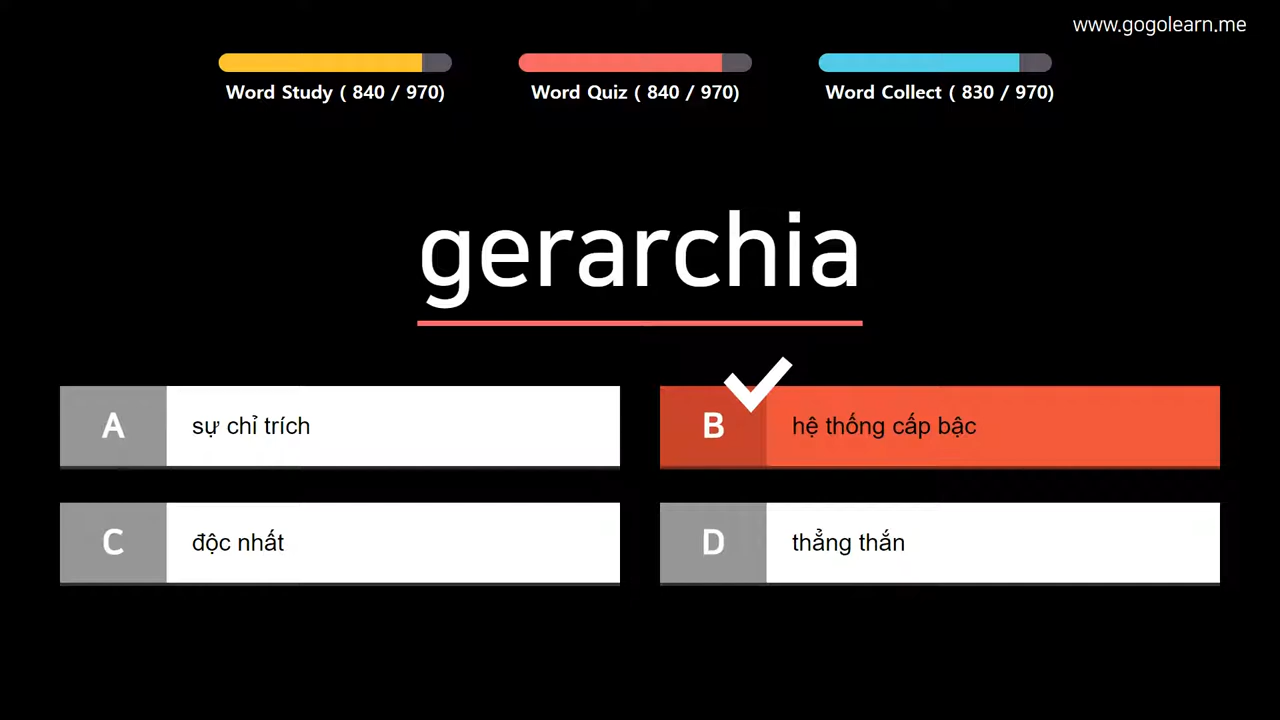 www.gogolearn.me
Word Study ( 840 / 970)
Word Quiz ( 840 / 970)
Word Collect ( 830 / 970)
gerarchia
A
sự chỉ trích
B
hệ thống cấp bậc
C
độc nhất
D
thẳng thắn